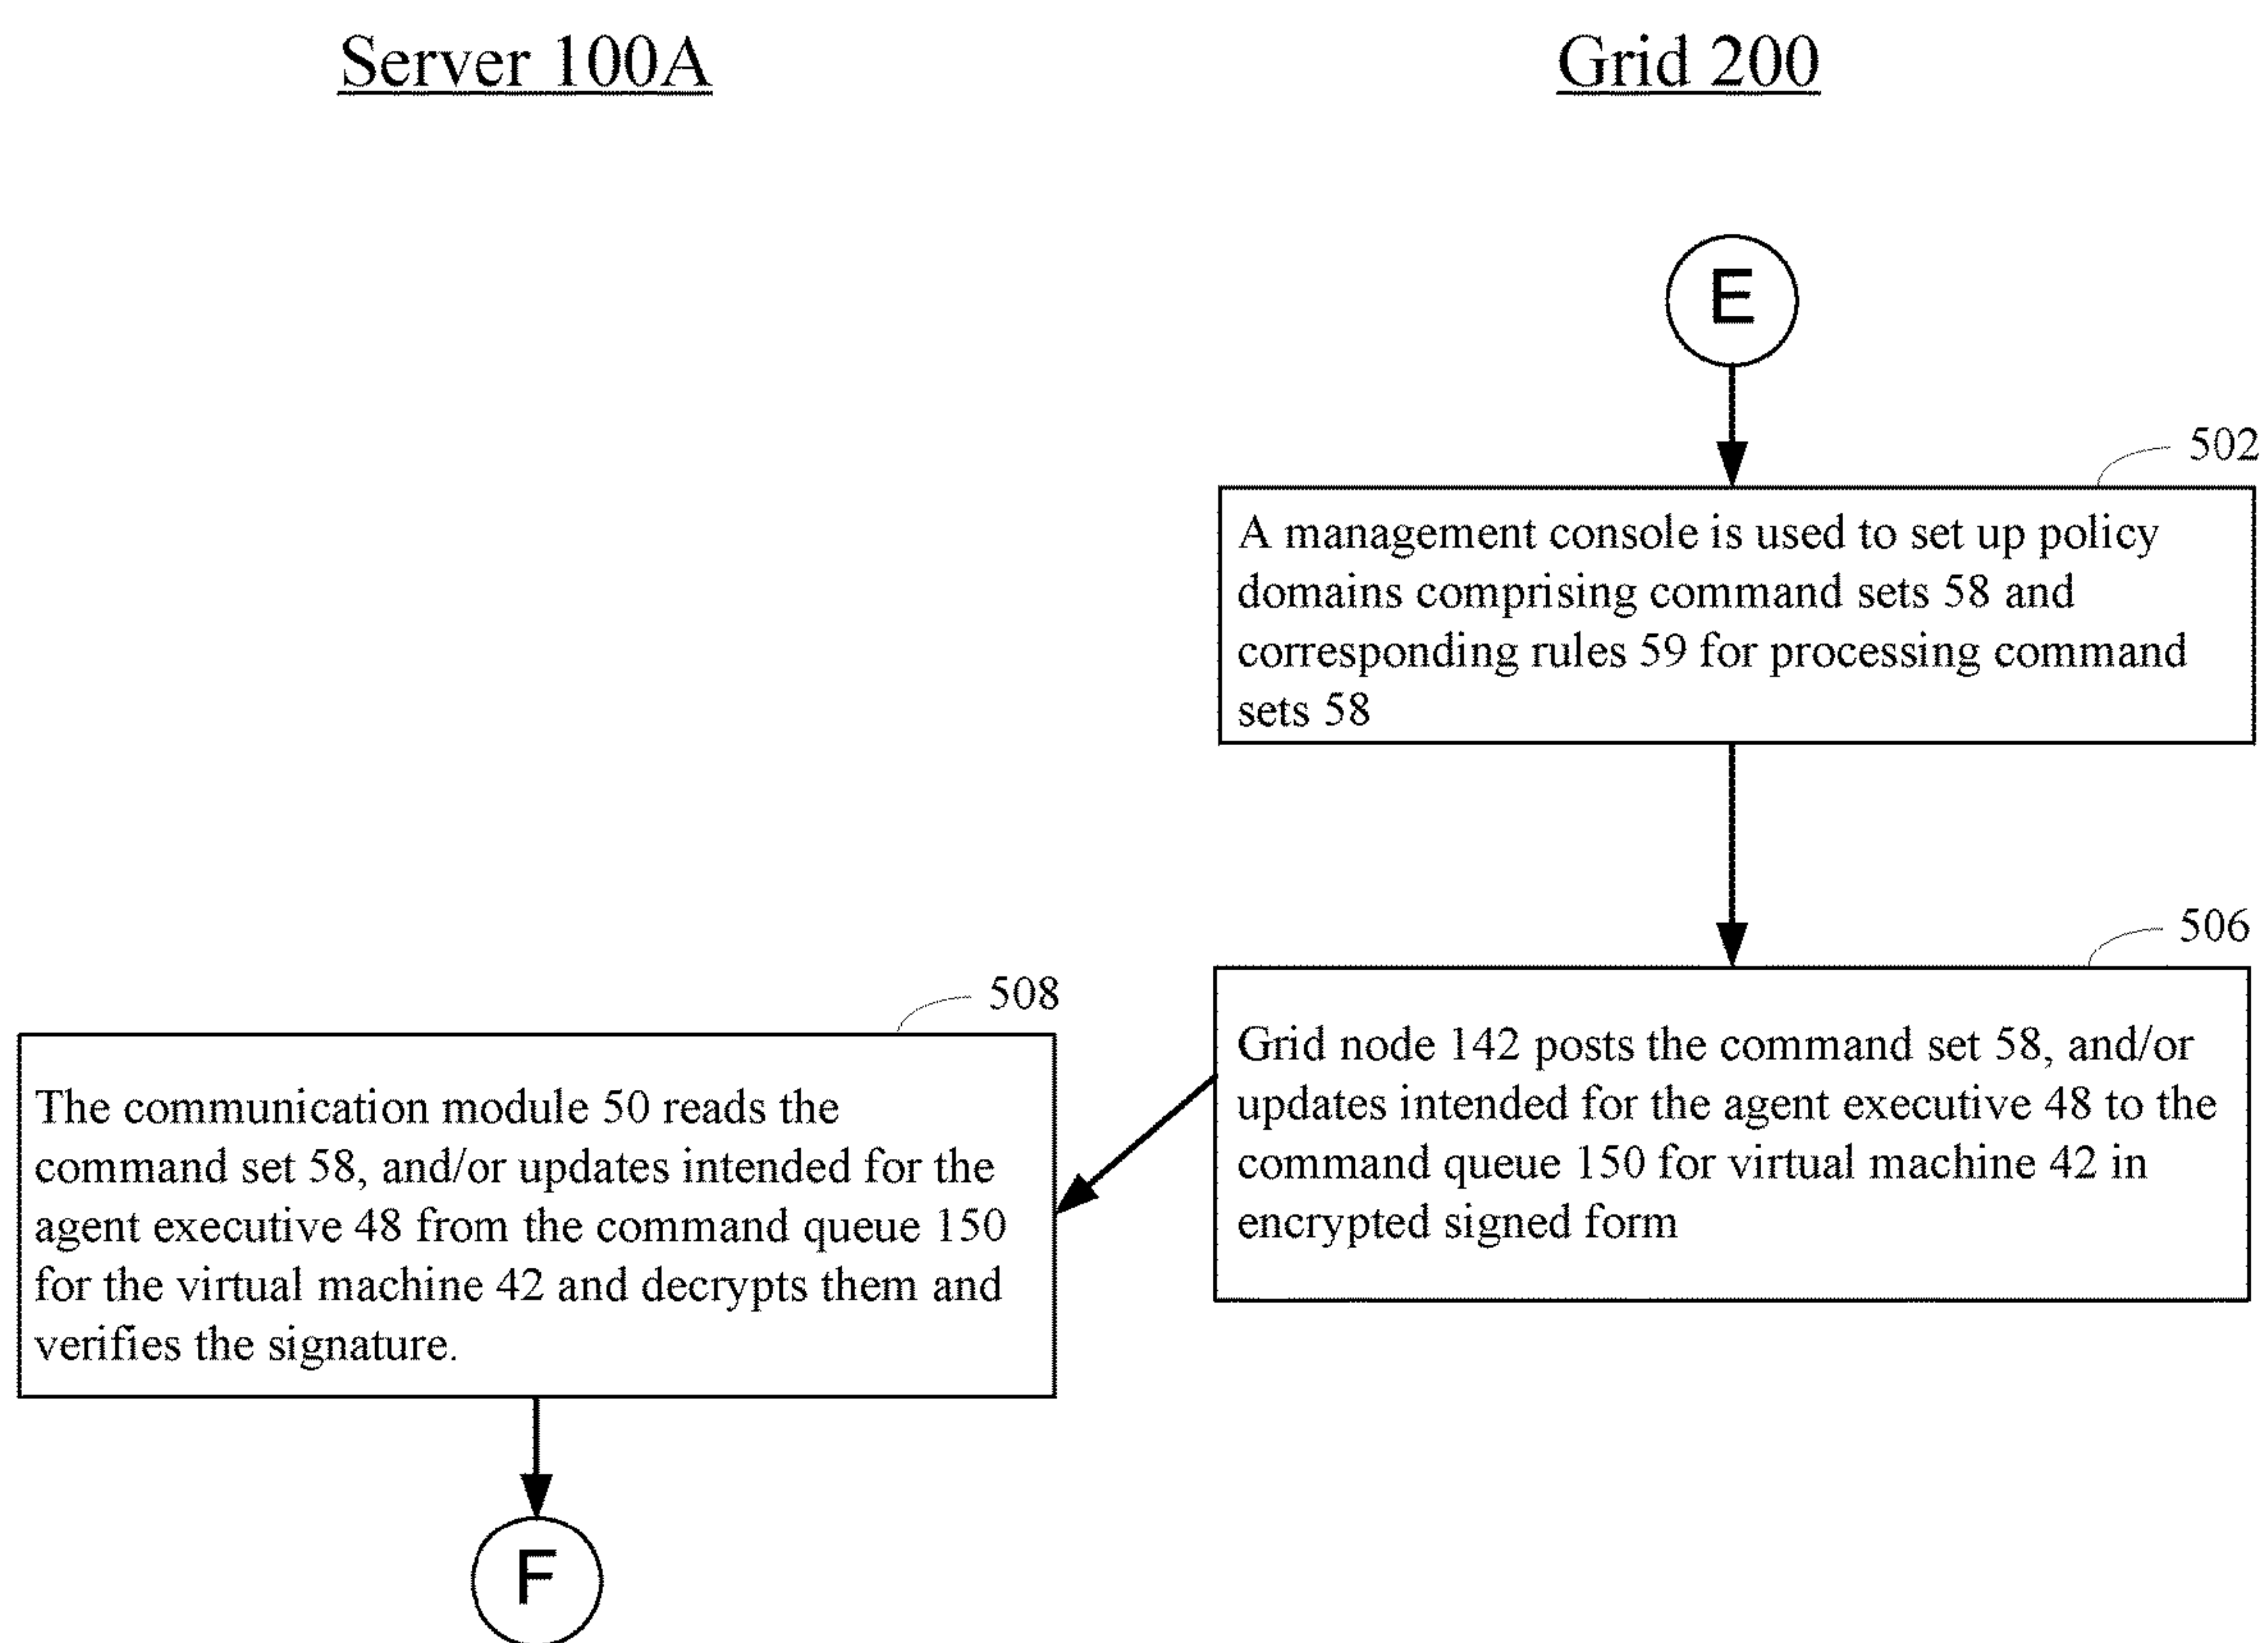 Server 100A
Grid 200
E
502
A management console is used to set up policy
domains comprising command sets 58 and
corresponding rules 59 for processing command
sets 58
506
Grid node 142 posts the command set 58, and/or
updates intended for the agent executive 48 to the
command queue 150 for virtual machine 42 in
encrypted signed form
508
The communication module 50 reads the
command set 58, and/or updates intended for the
agent executive 48 from the command queue 150
for the virtual machine 42 and decrypts them and
verifies the signature.
F